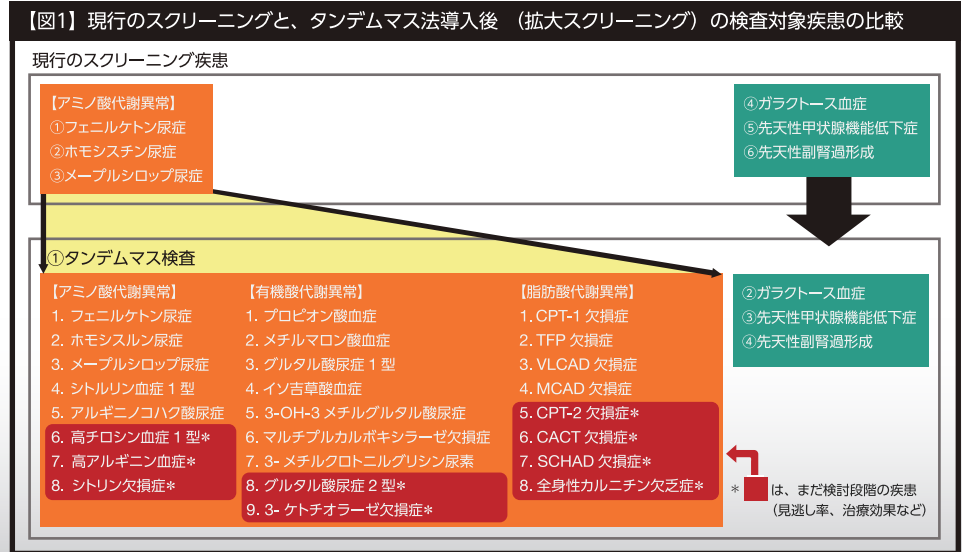 【図1】現行のスクリーニングと、タンデムマス法導入後 (拡大スクリーニング)の検査対象疾患の比較
現行のスクリーニング疾患
【アミノ酸代謝異常】
①フェニルケトン尿症
②ホモシスチン尿症
③メープルシロップ尿症
④ガラクトース血症
⑤先天性甲状腺機能低下症
⑥先天性副腎過形成
①タンデムマス検査
【アミノ酸代謝異常】
1. フェニルケトン尿症
2. ホモシスルン尿症
3. メープルシロップ尿症
4. シトルリン血症 1 型
5. アルギニノコハク酸尿症
6. 高チロシン血症 1 型*
7. 高アルギニン血症*
8. シトリン欠損症*
【有機酸代謝異常】
1. プロピオン酸血症
2. メチルマロン酸血症
3. グルタル酸尿症 1 型
4. イソ吉草酸血症
5. 3-OH-3 メチルグルタル酸尿症
6. マルチプルカルボキシラーゼ欠損症
7. 3- メチルクロトニルグリシン尿素
8. グルタル酸尿症 2 型*
9. 3- ケトチオラーゼ欠損症*
【脂肪酸代謝異常】
1. CPT-1 欠損症
2. TFP 欠損症
3. VLCAD 欠損症
4. MCAD 欠損症
5. CPT-2 欠損症*
6. CACT 欠損症*
7. SCHAD 欠損症*
8. 全身性カルニチン欠乏症*
②ガラクトース血症
③先天性甲状腺機能低下症
④先天性副腎過形成
* は、まだ検討段階の疾患
(見逃し率、治療効果など)